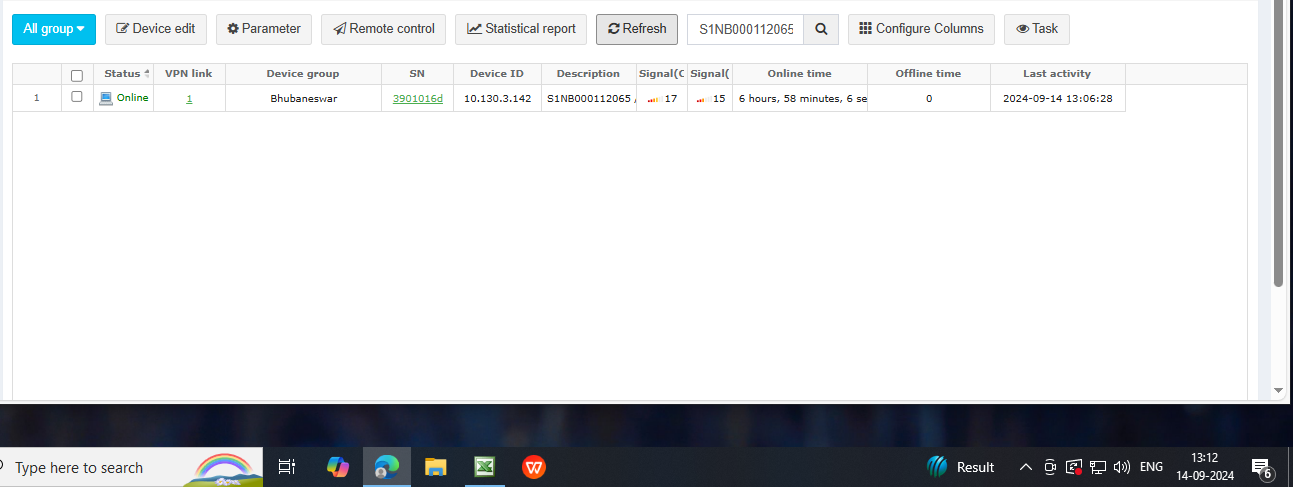 All group Device edit Parameter Remote control Statistical report Refresh S1NB000112065 Configure Columns Task
Status VPN link Device group SN Device ID Description Signal(C Signal( Online time Offline time Last activity
1 Online 1 Bhubaneswar 3901016d 10.130.3.142 S1NB000112065 , 17 15 6 hours, 58 minutes, 6 se 0 2024-09-14 13:06:28
Type here to search Result ENG 13:12
14-09-2024 6